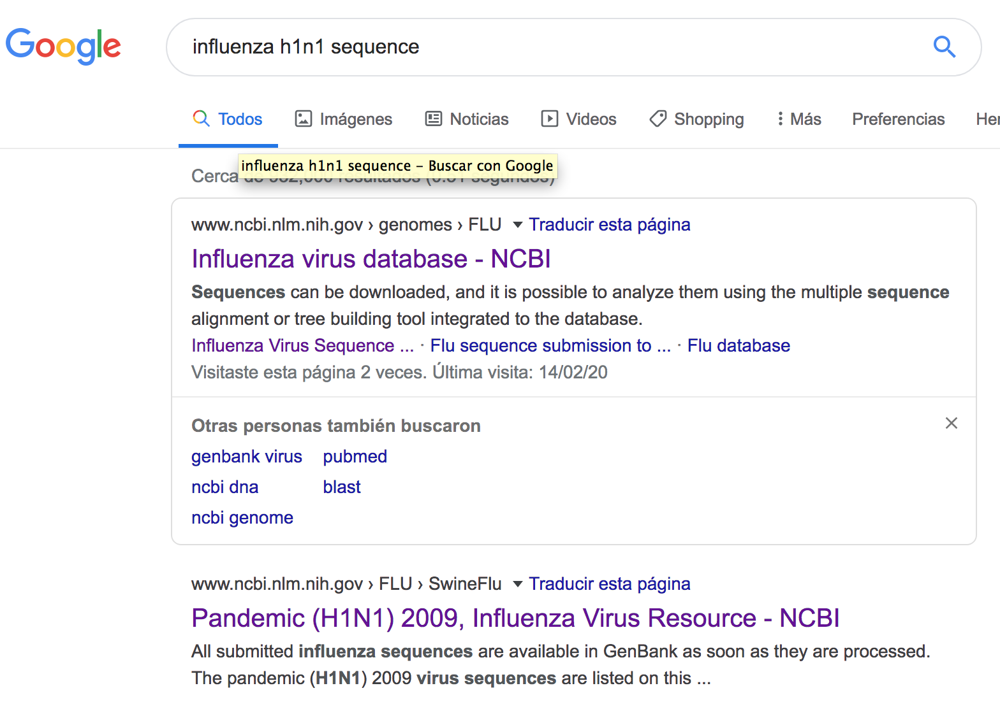 Google
influenza h1n1 sequence
Todos Imágenes Noticias Videos Shopping Más Preferencias Her
influenza h1n1 sequence – Buscar con Google
Cerca de resultados segundos)
www.ncbi.nlm.nih.gov › genomes › FLU Traducir esta página
Influenza virus database - NCBI
Sequences can be downloaded, and it is possible to analyze them using the multiple sequence
alignment or tree building tool integrated to the database.
Influenza Virus Sequence ... · Flu sequence submission to ... · Flu database
Visitaste esta página 2 veces. Última visita: 14/02/20
Otras personas también buscaron
genbank virus pubmed
ncbi dna blast
ncbi genome
www.ncbi.nlm.nih.gov › FLU › SwineFlu Traducir esta página
Pandemic (H1N1) 2009, Influenza Virus Resource - NCBI
All submitted influenza sequences are available in GenBank as soon as they are processed.
The pandemic (H1N1) 2009 virus sequences are listed on this ...